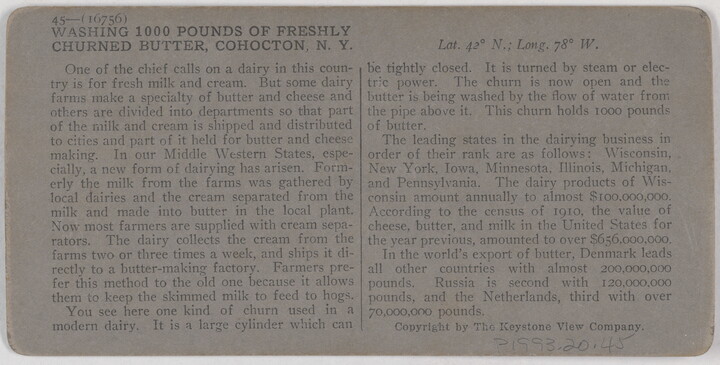 45—(16756)
WASHING 1000 POUNDS OF FRESHLY
CHURNED BUTTER, COHOCTON, N. Y.
Lat. 42° N.; Long. 78° W.
One of the chief calls on a dairy in this coun-
try is for fresh milk and cream. But some dairy
farms make a specialty of butter and cheese and
others are divided into departments so that part
of the milk and cream is shipped and distributed
to cities and part of it held for butter and cheese
making. In our Middle Western States, espe-
cially, a new form of dairying has arisen. Form-
erly the milk from the farms was gathered by
local dairies and the cream separated from the
milk and made into butter in the local plant.
Now most farmers are supplied with cream sepa-
rators. The dairy collects the cream from the
farms two or three times a week, and ships it di-
rectly to a butter-making factory. Farmers pre-
fer this method to the old one because it allows
them to keep the skimmed milk to feed to hogs.
You see here one kind of churn used in a
modern dairy. It is a large cylinder which can
be tightly closed. It is turned by steam or elec-
tric power. The churn is now open and the
butter is being washed by the flow of water from
the pipe above it. This churn holds 1000 pounds
of butter.
The leading states in the dairying business in
order of their rank are as follows: Wisconsin,
New York, Iowa, Minnesota, Illinois, Michigan,
and Pennsylvania. The dairy products of Wis-
consin amount annually to almost $100,000,000.
According to the census of 1910, the value of
cheese, butter, and milk in the United States for
the year previous, amounted to over $656,000,000.
In the world's export of butter, Denmark leads
all other countries with almost 200,000,000
pounds. Russia is second with 120,000,000
pounds, and the Netherlands, third with over
70,000,000 pounds.
Copyright by The Keystone View Company.
21993.20.45